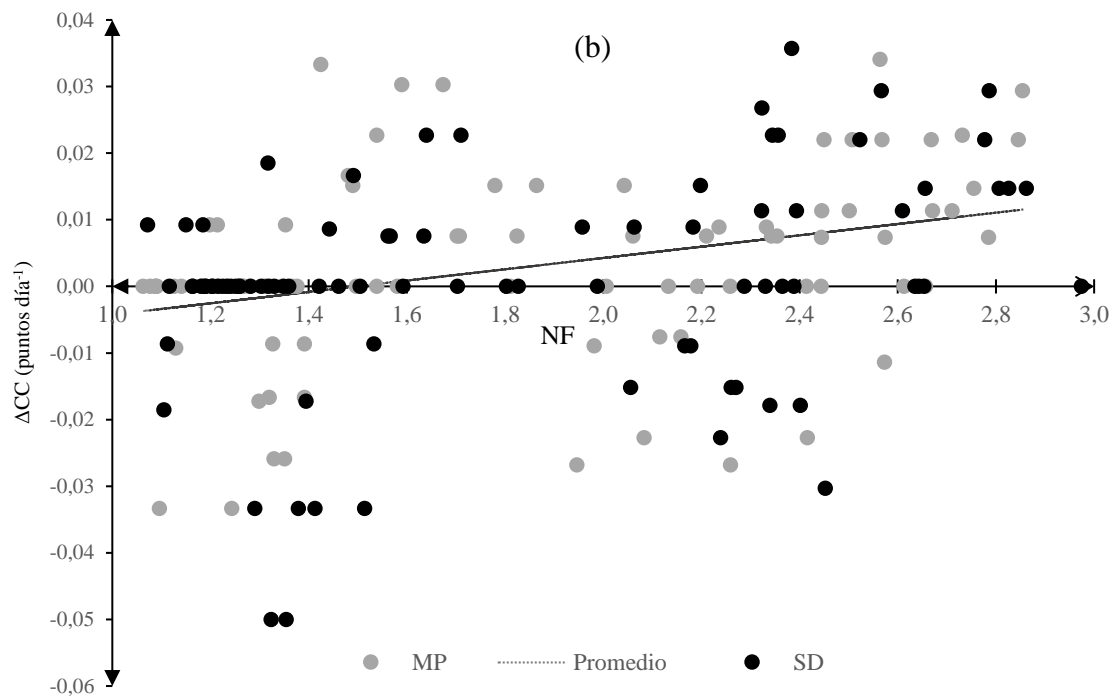 0,04
(b)
0,03
0,02
0,01
0,00
1,0 1,2 1,4 1,6 1,8 2,0 2,2 2,4 2,6 2,8 3,0
NF
-0,01
-0,02
-0,03
-0,04
-0,05
-0,06
ΔCC (puntos día-1)
MP Promedio SD